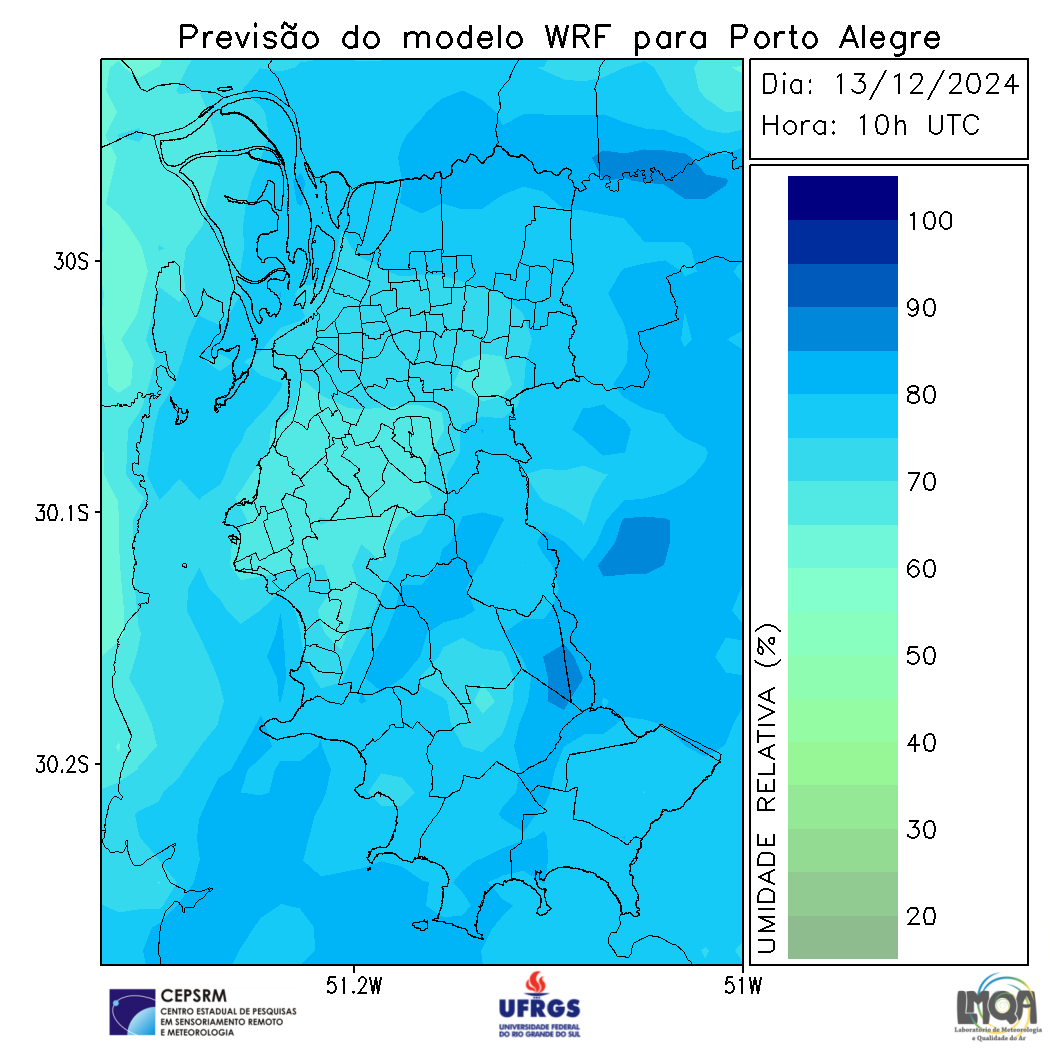 Previsão do modelo WRF para Porto Alegre
Dia: 13/12/2024
Hora: 10h UTC
100
90
80
70
60
50
40
30
20
UMIDADE RELATIVA (%)
30S
30.1S
30.2S
51.2W
51W
CEPSRM
CENTRO ESTADUAL DE PESQUISAS
EM SENSORIAMENTO REMOTO
E METEOROLOGIA
UFRGS
UNIVERSIDADE FEDERAL
DO RIO GRANDE DO SUL
LMQA
Laboratório de Meteorologia
e Qualidade do Ar